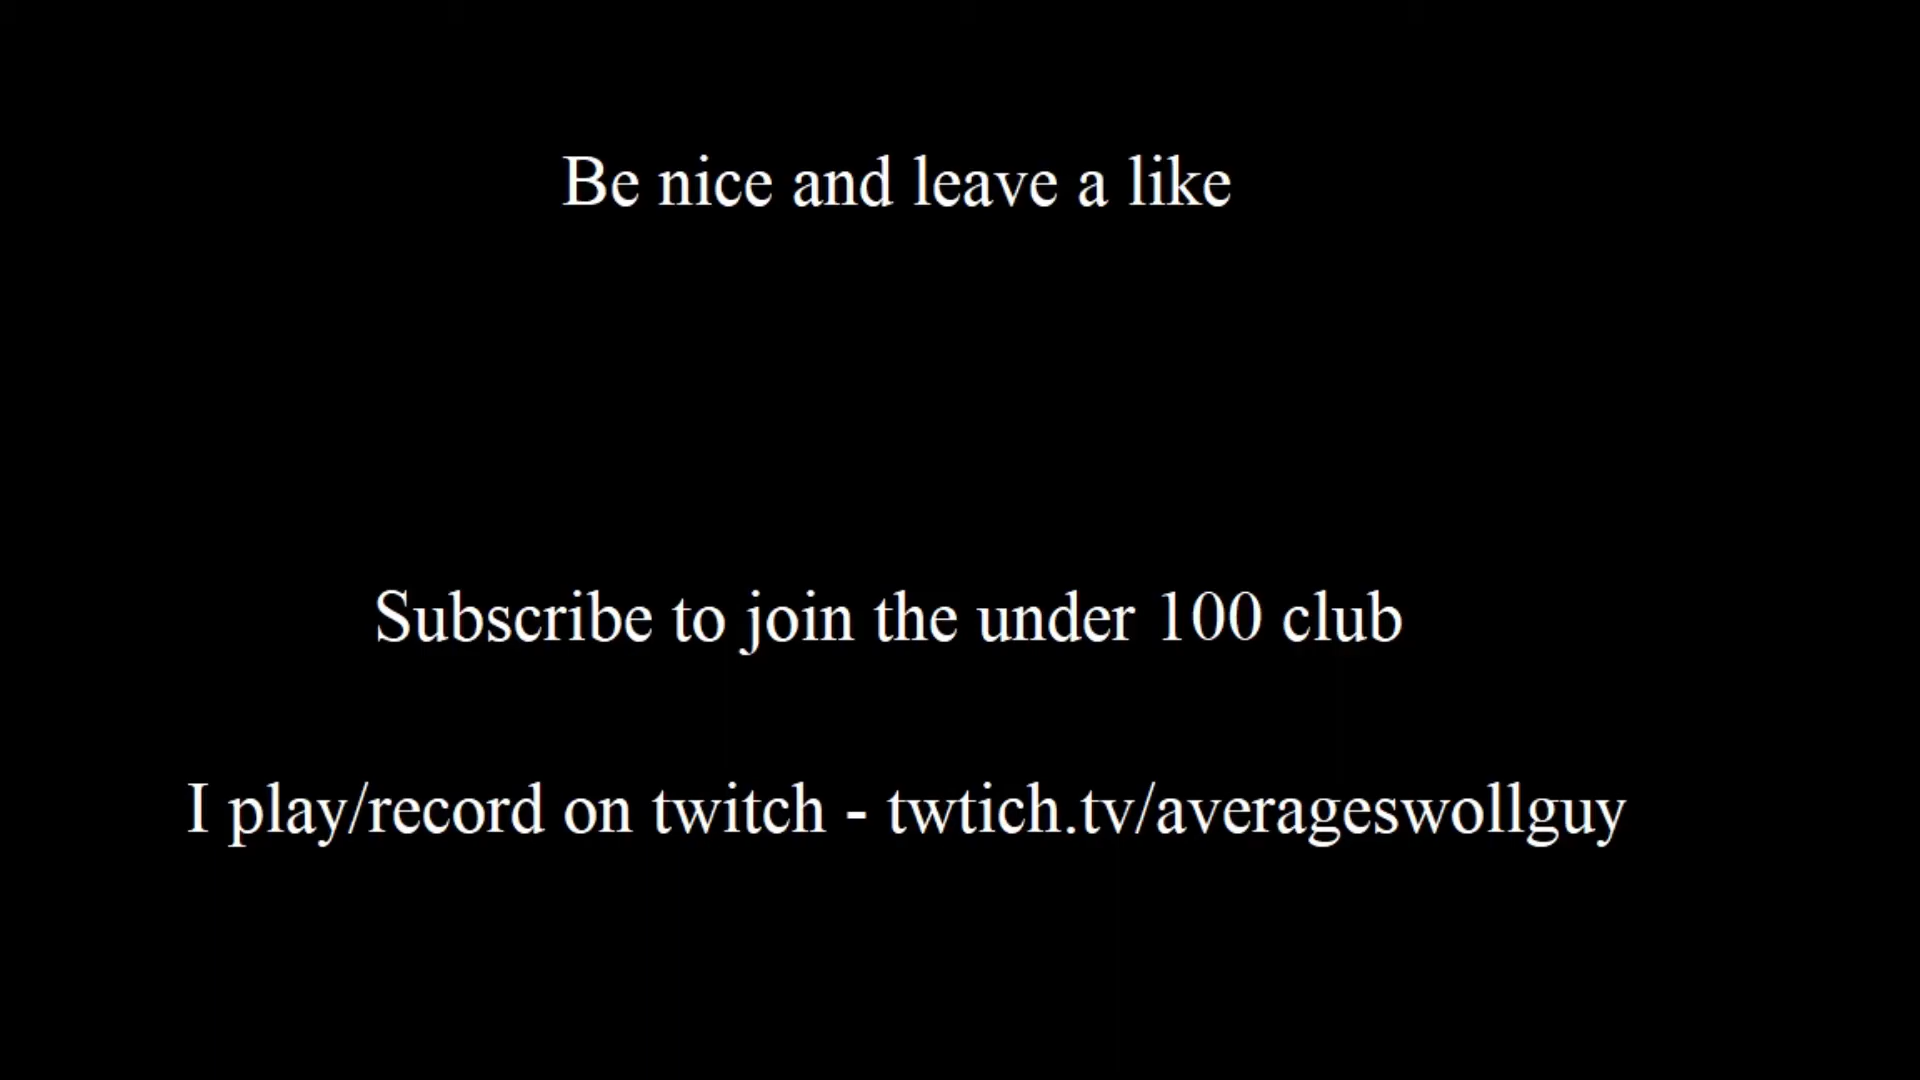 Be nice and leave a like
Subscribe to join the under 100 club
I play/record on twitch - twtich.tv/averageswollguy